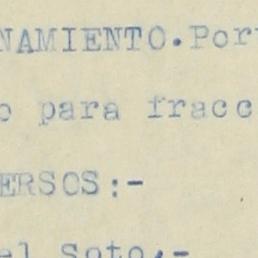 NAMIENTO.Por
o para fracc
ERSOS:-
el Soto,-